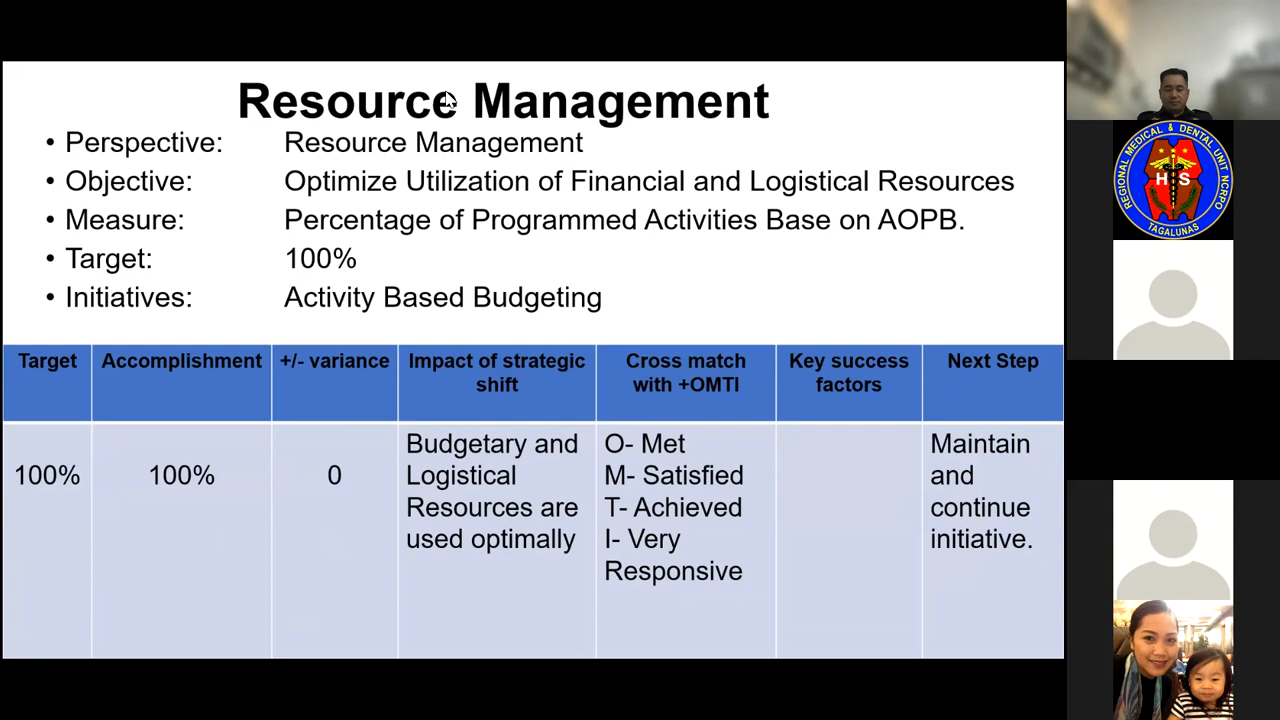 Resource Management
• Perspective: Resource Management
• Objective: Optimize Utilization of Financial and Logistical Resources
• Measure: Percentage of Programmed Activities Base on AOPB.
• Target: 100%
• Initiatives: Activity Based Budgeting
Target
Accomplishment
+/- variance
Impact of strategic
shift
Cross match
with +OMTI
Key success
factors
Next Step
100%
100%
0
Budgetary and
Logistical
Resources are
used optimally
O- Met
M- Satisfied
T- Achieved
I- Very
Responsive
Maintain
and
continue
initiative.
REGIONAL MEDICAL & DENTAL UNIT NCRPO
H S
TAGALUNAS